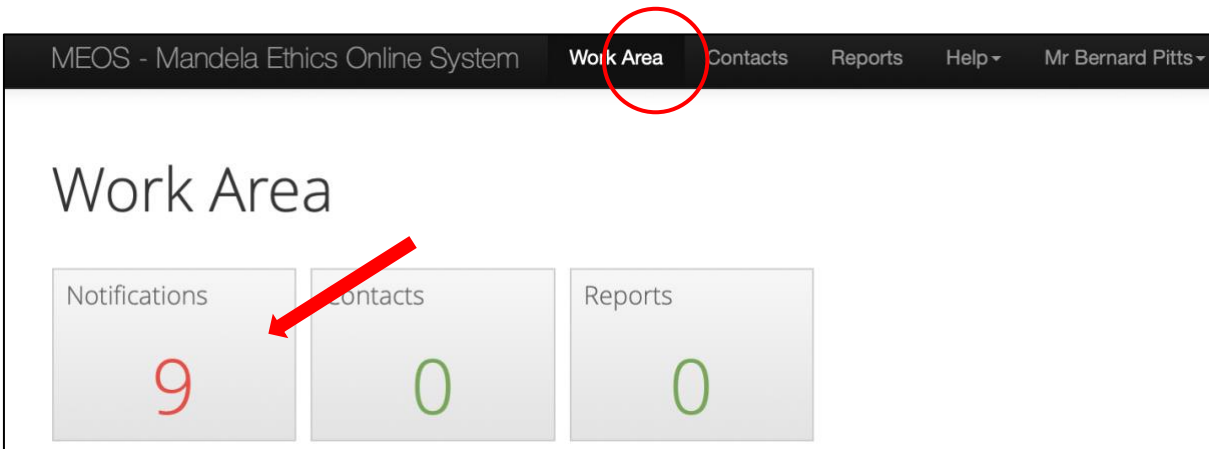 MEOS - Mandela Ethics Online System Work Area Contacts Reports Help Mr Bernard Pitts
Work Area
Notifications Contacts Reports
9 0 0